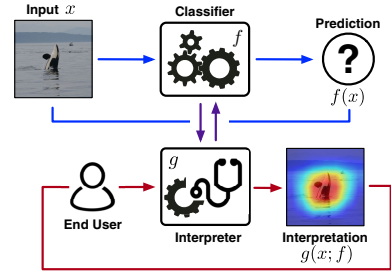 Input x
Classifier
Prediction
f
?
f(x)
g
End User
Interpreter
Interpretation
g(x; f)